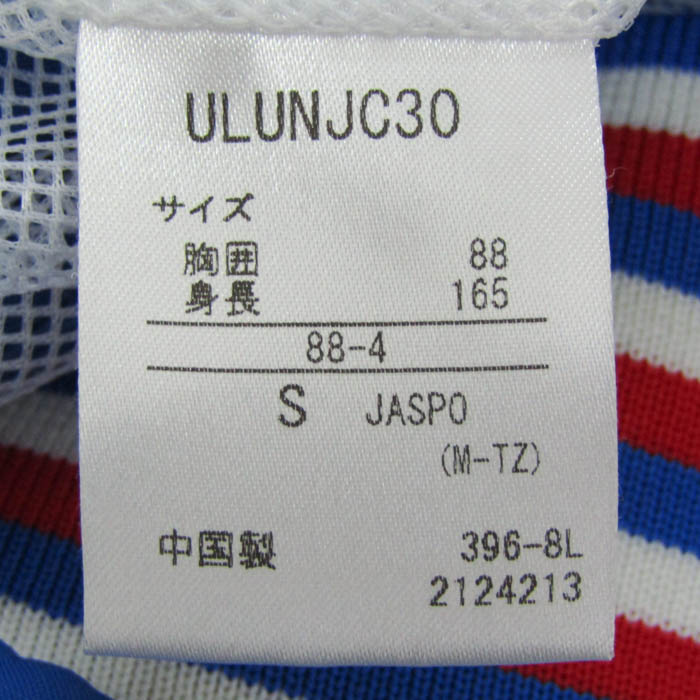 ULUNJC30
サイズ
胸囲 88
身長 165
88-4
S JASPO
(M-TZ)
中国製 396-8L
2124213